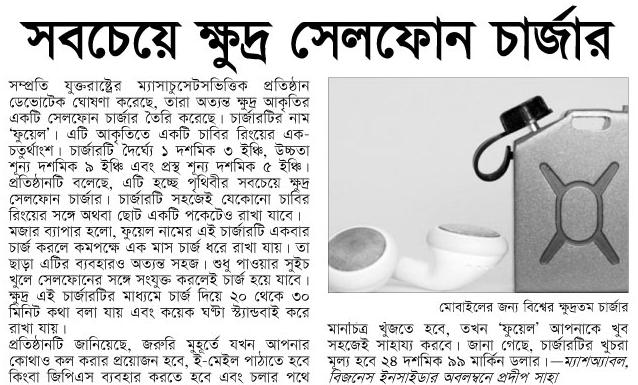 সবচেয়ে ক্ষুদ্র সেলফোন চার্জার
সম্প্রতি যুক্তরাষ্ট্রের ম্যাসাচুসেটসভিত্তিক প্রতিষ্ঠান
ডেভোটেক ঘোষণা করেছে, তারা অত্যন্ত ক্ষুদ্র আকৃতির
একটি সেলফোন চার্জার তৈরি করেছে। চার্জারটির নাম
‘ফুয়েল’। এটি আকৃতিতে একটি চাবির রিংয়ের এক-
চতুর্থাংশ। চার্জারটি দৈর্ঘ্যে ১ দশমিক ৩ ইঞ্চি, উচ্চতা
শূন্য দশমিক ৯ ইঞ্চি এবং প্রস্থ শূন্য দশমিক ৫ ইঞ্চি।
প্রতিষ্ঠানটি বলেছে, এটি হচ্ছে পৃথিবীর সবচেয়ে ক্ষুদ্র
সেলফোন চার্জার। চার্জারটি সহজেই যেকোনো চাবির
রিংয়ের সঙ্গে অথবা ছোট একটি পকেটেও রাখা যাবে।
মজার ব্যাপার হলো, ফুয়েল নামের এই চার্জারটি একবার
চার্জ করলে কমপক্ষে এক মাস চার্জ ধরে রাখা যায়। তা
ছাড়া এটির ব্যবহারও অত্যন্ত সহজ। শুধু পাওয়ার সুইচ
খুলে সেলফোনের সঙ্গে সংযুক্ত করলেই চার্জ হয়ে যাবে।
ক্ষুদ্র এই চার্জারটির মাধ্যমে চার্জ দিয়ে ২০ থেকে ৩০
মিনিট কথা বলা যায় এবং কয়েক ঘণ্টা স্ট্যান্ডবাই করে
রাখা যায়।
প্রতিষ্ঠানটি জানিয়েছে, জরুরি মুহূর্তে যখন আপনার
কোথাও কল করার প্রয়োজন হবে, ই-মেইল পাঠাতে হবে
কিংবা জিপিএস ব্যবহার করতে হবে এবং চলার পথে
মোবাইলের জন্য বিশ্বের ক্ষুদ্রতম চার্জার
মানচিত্র খুঁজতে হবে, তখন ‘ফুয়েল’ আপনাকে খুব
সহজেই সাহায্য করবে। জানা গেছে, চার্জারটির খুচরা
মূল্য হবে ২৪ দশমিক ৯৯ মার্কিন ডলার।—ম্যাশঅ্যাবল,
বিজনেস ইনসাইডার অবলম্বনে প্রদীপ সাহা